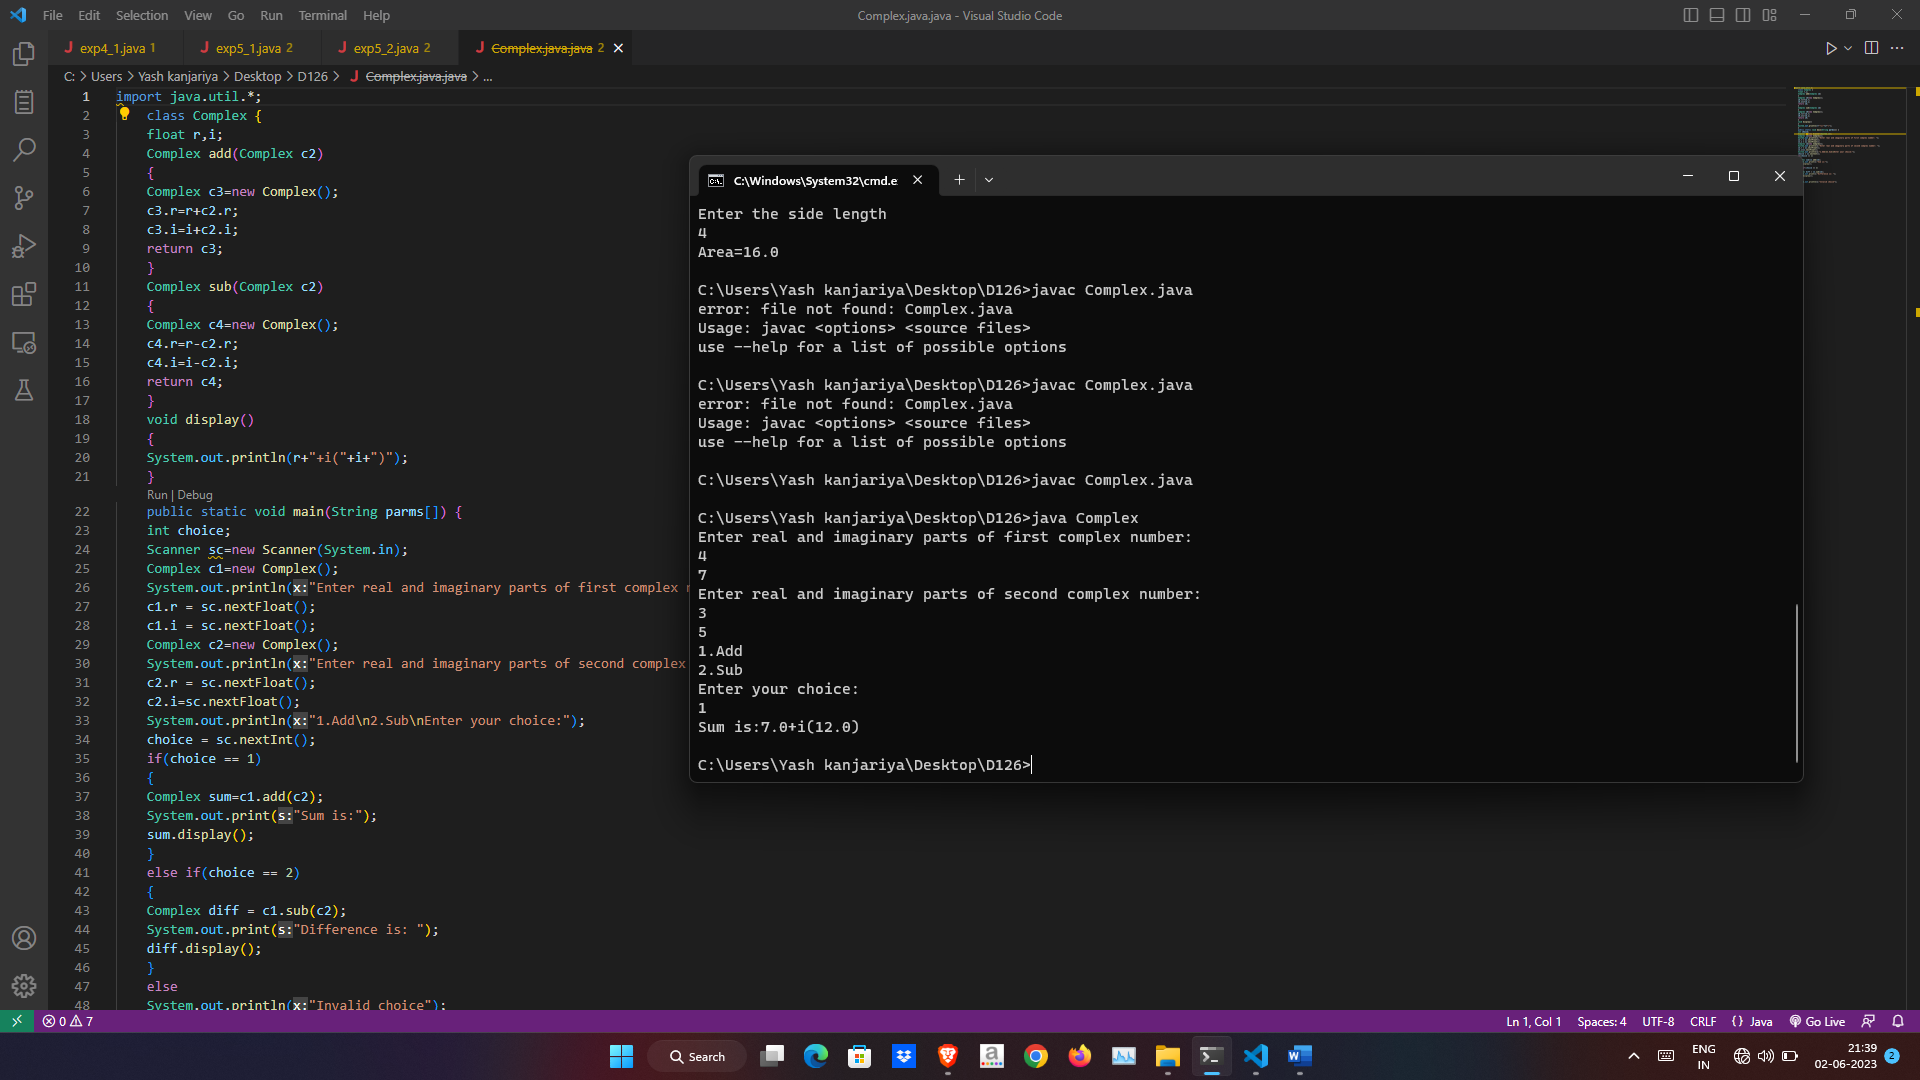 File Edit Selection View Go Run Terminal Help
Complex.java.java - Visual Studio Code
exp4_1.java 1
exp5_1.java 2
exp5_2.java 2
Complex.java.java 2
C: > Users > Yash kanjariya > Desktop > D126 > Complex.java.java > ...
1 import java.util.*;
2 class Complex {
3 float r,i;
4 Complex add(Complex c2)
5 {
6 Complex c3=new Complex();
7 c3.r=r+c2.r;
8 c3.i=i+c2.i;
9 return c3;
10 }
11 Complex sub(Complex c2)
12 {
13 Complex c4=new Complex();
14 c4.r=r-c2.r;
15 c4.i=i-c2.i;
16 return c4;
17 }
18 void display()
19 {
20 System.out.println(r+"+i("+i+")");
21 }
Run | Debug
22 public static void main(String parms[]) {
23 int choice;
24 Scanner sc=new Scanner(System.in);
25 Complex c1=new Complex();
26 System.out.println(x:"Enter real and imaginary parts of first complex
27 c1.r = sc.nextFloat();
28 c1.i = sc.nextFloat();
29 Complex c2=new Complex();
30 System.out.println(x:"Enter real and imaginary parts of second complex
31 c2.r = sc.nextFloat();
32 c2.i=sc.nextFloat();
33 System.out.println(x:"1.Add\n2.Sub\nEnter your choice:");
34 choice = sc.nextInt();
35 if(choice == 1)
36 {
37 Complex sum=c1.add(c2);
38 System.out.print(s:"Sum is:");
39 sum.display();
40 }
41 else if(choice == 2)
42 {
43 Complex diff = c1.sub(c2);
44 System.out.print(s:"Difference is: ");
45 diff.display();
46 }
47 else
48 System.out.println(x:"Invalid choice");
C:\Windows\System32\cmd.e
Enter the side length
4
Area=16.0
C:\Users\Yash kanjariya\Desktop\D126>javac Complex.java
error: file not found: Complex.java
Usage: javac <options> <source files>
use --help for a list of possible options
C:\Users\Yash kanjariya\Desktop\D126>javac Complex.java
error: file not found: Complex.java
Usage: javac <options> <source files>
use --help for a list of possible options
C:\Users\Yash kanjariya\Desktop\D126>javac Complex.java
C:\Users\Yash kanjariya\Desktop\D126>java Complex
Enter real and imaginary parts of first complex number:
4
7
Enter real and imaginary parts of second complex number:
3
5
1.Add
2.Sub
Enter your choice:
1
Sum is:7.0+i(12.0)
C:\Users\Yash kanjariya\Desktop\D126>
0 7
Ln 1, Col 1 Spaces: 4 UTF-8 CRLF {} Java Go Live
Search
ENG
IN
21:39
02-06-2023
2